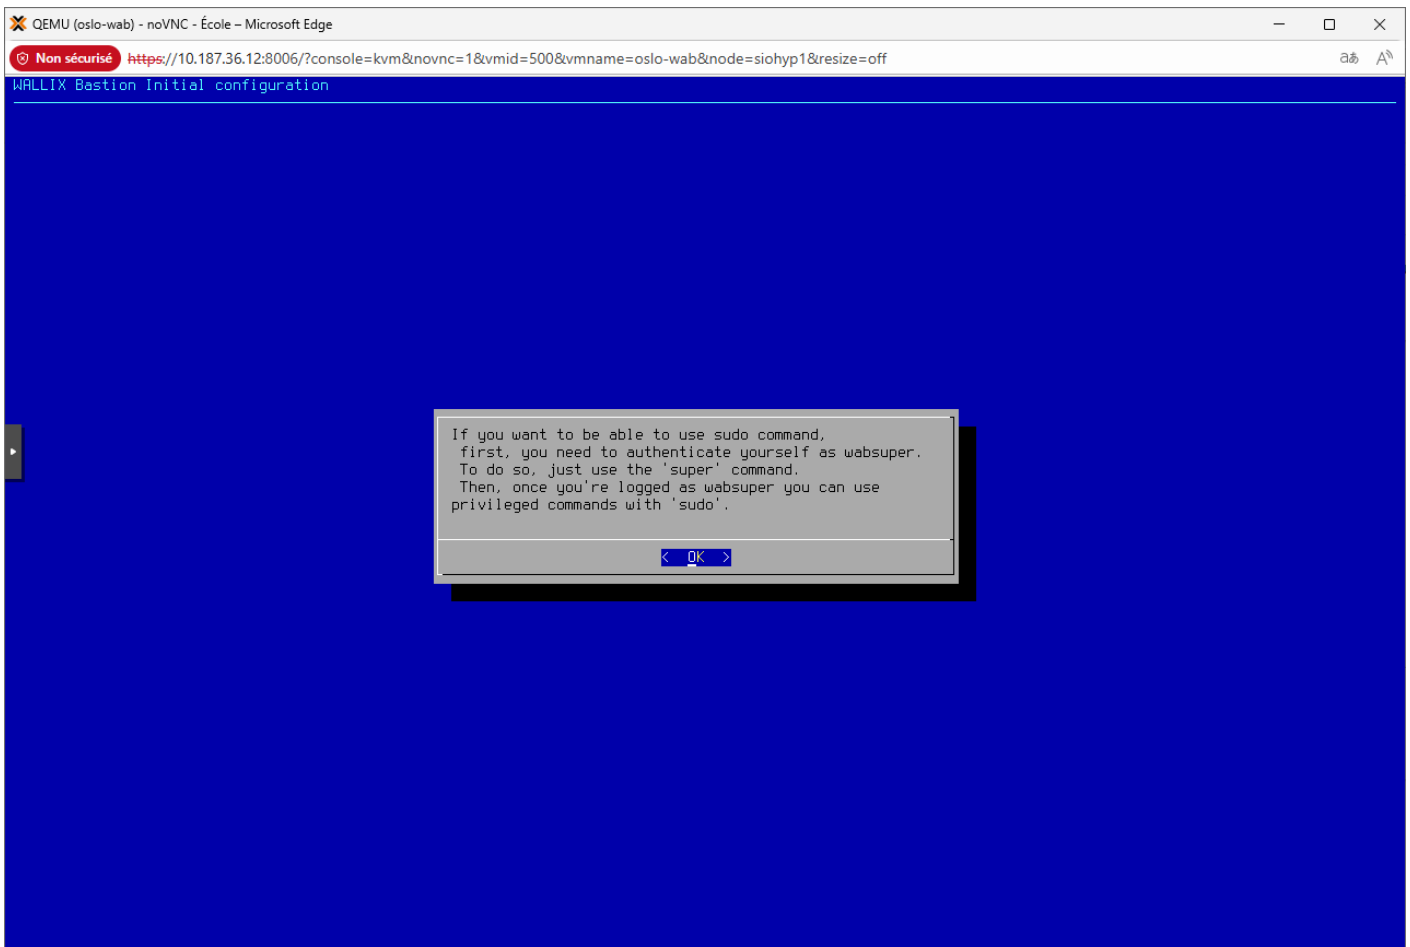 QEMU (oslo-wab) - noVNC - École – Microsoft Edge
Non sécurisé https://10.187.36.12:8006/?console=kvm&novnc=1&vmid=500&vmname=oslo-wab&node=siohyp1&resize=off
WALLIX Bastion Initial configuration
If you want to be able to use sudo command,
first, you need to authenticate yourself as wabsuper.
To do so, just use the 'super' command.
Then, once you're logged as wabsuper you can use
privileged commands with 'sudo'.
< OK >